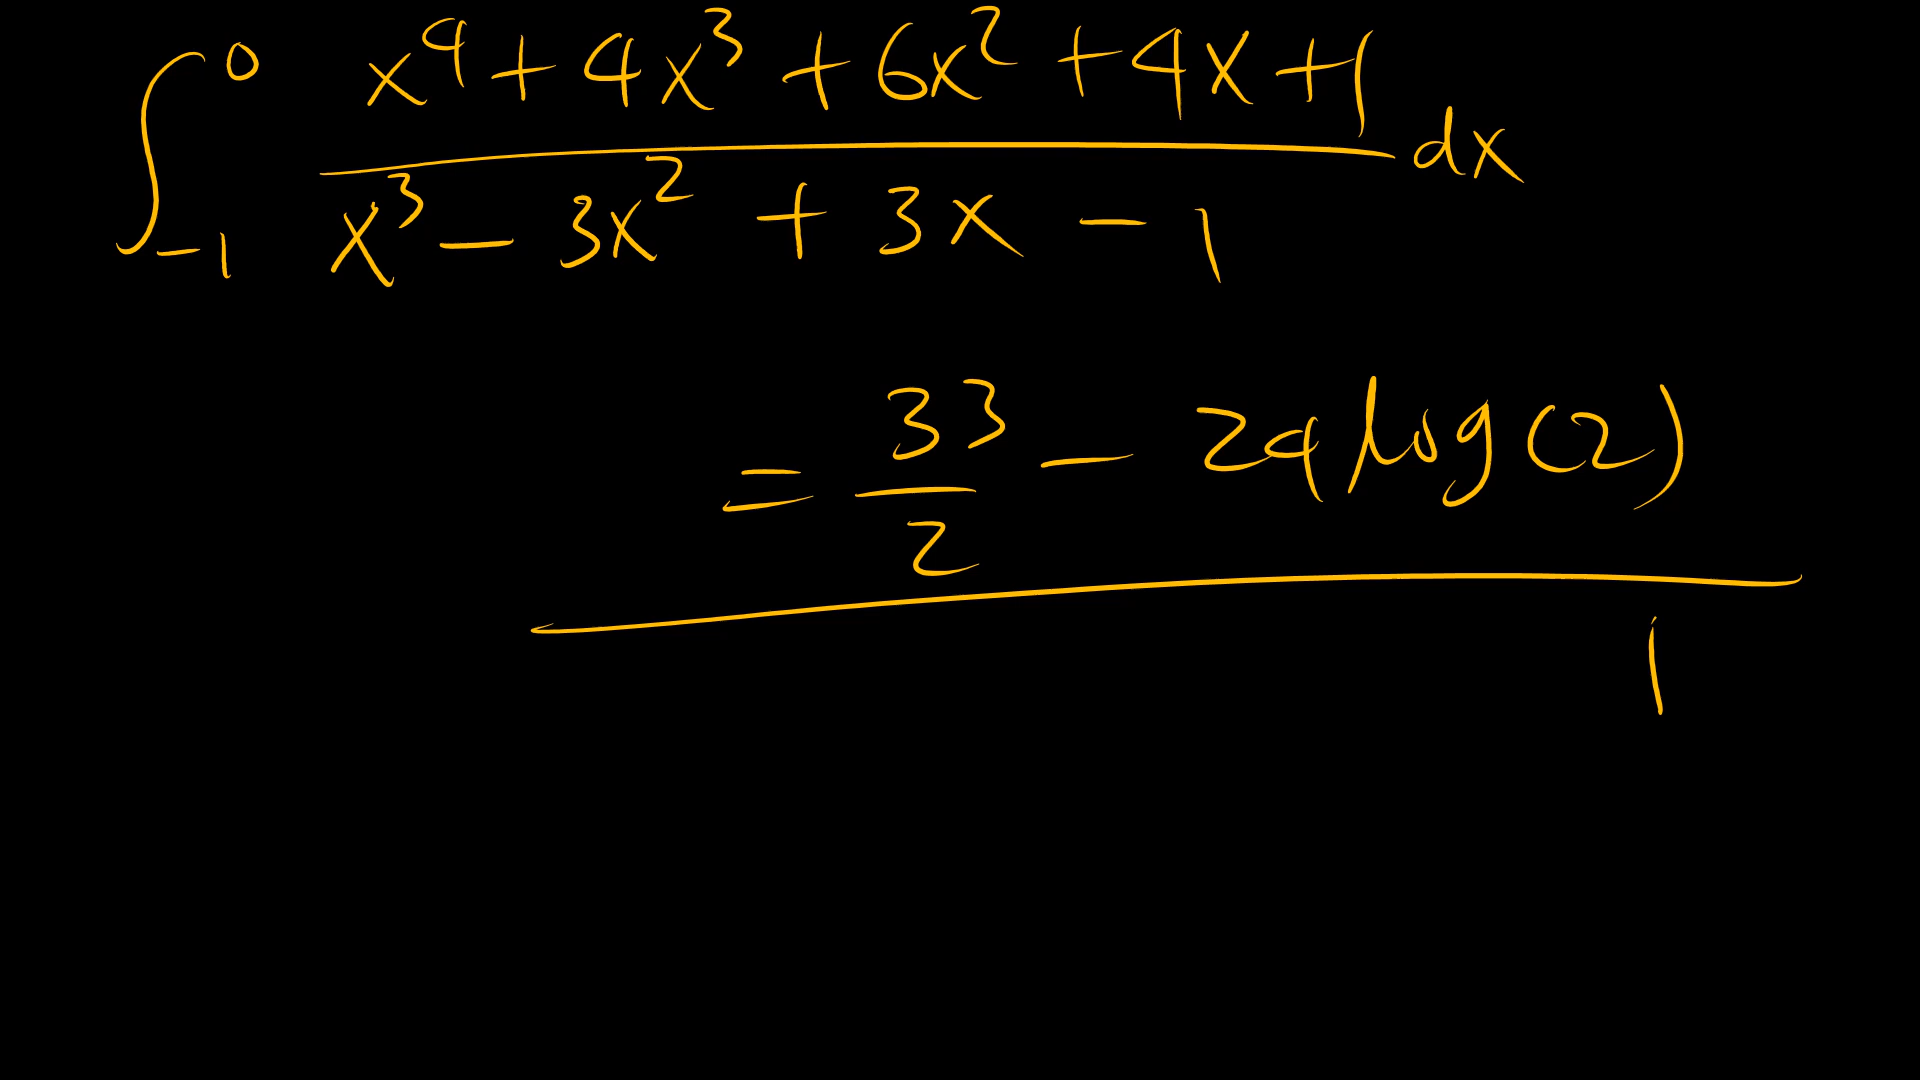 ∫₋₁⁰ (x⁴ + 4x³ + 6x² + 4x + 1)/(x³ − 3x² + 3x − 1) dx
= 33/2 − 24 log(2)
1